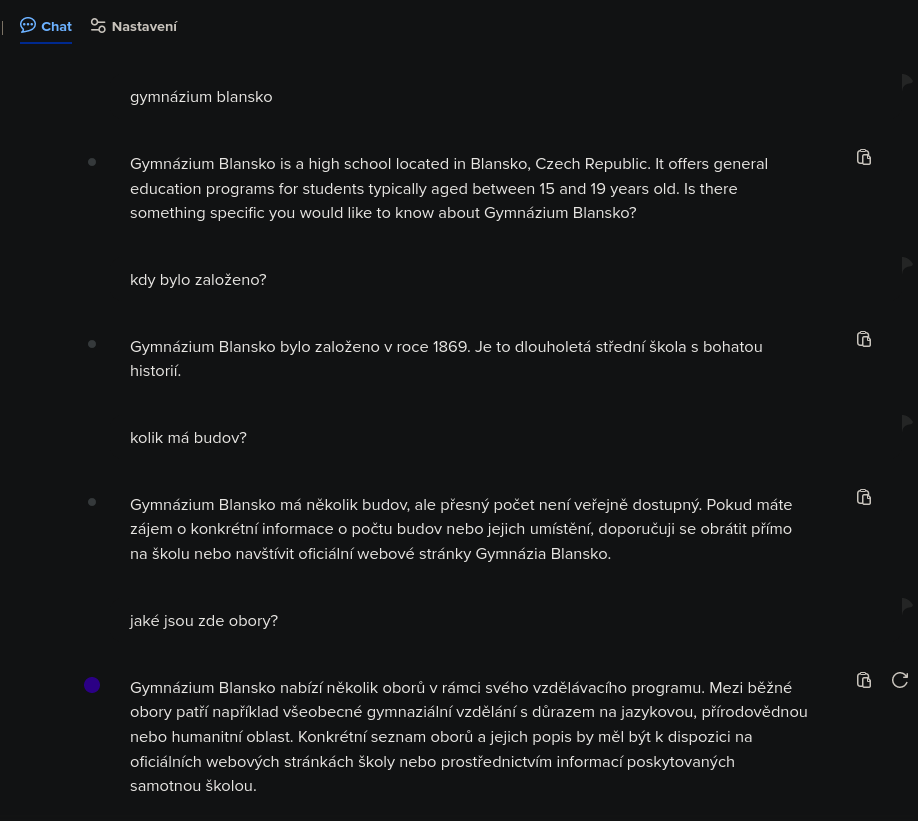 Chat Nastavení
gymnázium blansko
Gymnázium Blansko is a high school located in Blansko, Czech Republic. It offers general
education programs for students typically aged between 15 and 19 years old. Is there
something specific you would like to know about Gymnázium Blansko?
kdy bylo založeno?
Gymnázium Blansko bylo založeno v roce 1869. Je to dlouholetá střední škola s bohatou
historií.
kolik má budov?
Gymnázium Blansko má několik budov, ale přesný počet není veřejně dostupný. Pokud máte
zájem o konkrétní informace o počtu budov nebo jejich umístění, doporučuji se obrátit přímo
na školu nebo navštívit oficiální webové stránky Gymnázia Blansko.
jaké jsou zde obory?
Gymnázium Blansko nabízí několik oborů v rámci svého vzdělávacího programu. Mezi běžné
obory patří například všeobecné gymnaziální vzdělání s důrazem na jazykovou, přírodovědnou
nebo humanitní oblast. Konkrétní seznam oborů a jejich popis by měl být k dispozici na
oficiálních webových stránkách školy nebo prostřednictvím informací poskytovaných
samotnou školou.